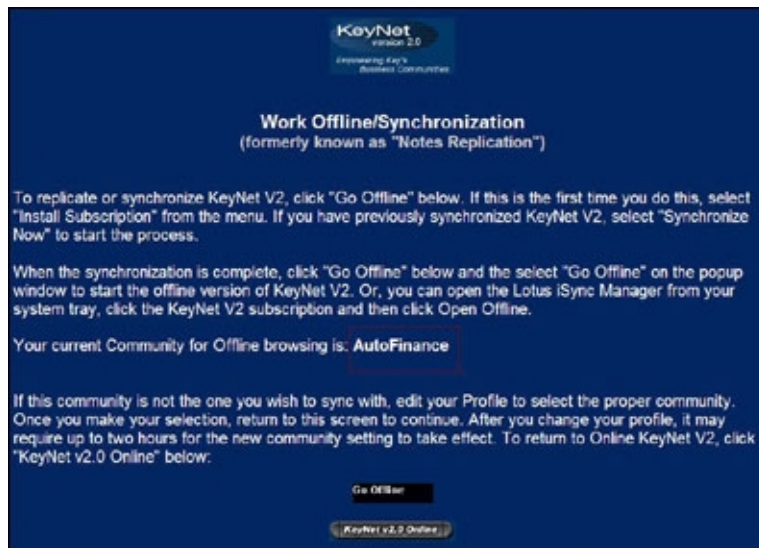 KeyNet
version 2.0
Empowering Key's
Business Communities
Work Offline/Synchronization
(formerly known as "Notes Replication")
To replicate or synchronize KeyNet V2, click "Go Offline" below. If this is the first time you do this, select
"Install Subscription" from the menu. If you have previously synchronized KeyNet V2, select "Synchronize
Now" to start the process.
When the synchronization is complete, click "Go Offline" below and the select "Go Offline" on the popup
window to start the offline version of KeyNet V2. Or, you can open the Lotus iSync Manager from your
system tray, click the KeyNet V2 subscription and then click Open Offline.
Your current Community for Offline browsing is: AutoFinance
If this community is not the one you wish to sync with, edit your Profile to select the proper community.
Once you make your selection, return to this screen to continue. After you change your profile, it may
require up to two hours for the new community setting to take effect. To return to Online KeyNet V2, click
"KeyNet v2.0 Online" below:
Go Offline
KeyNet v2.0 Online